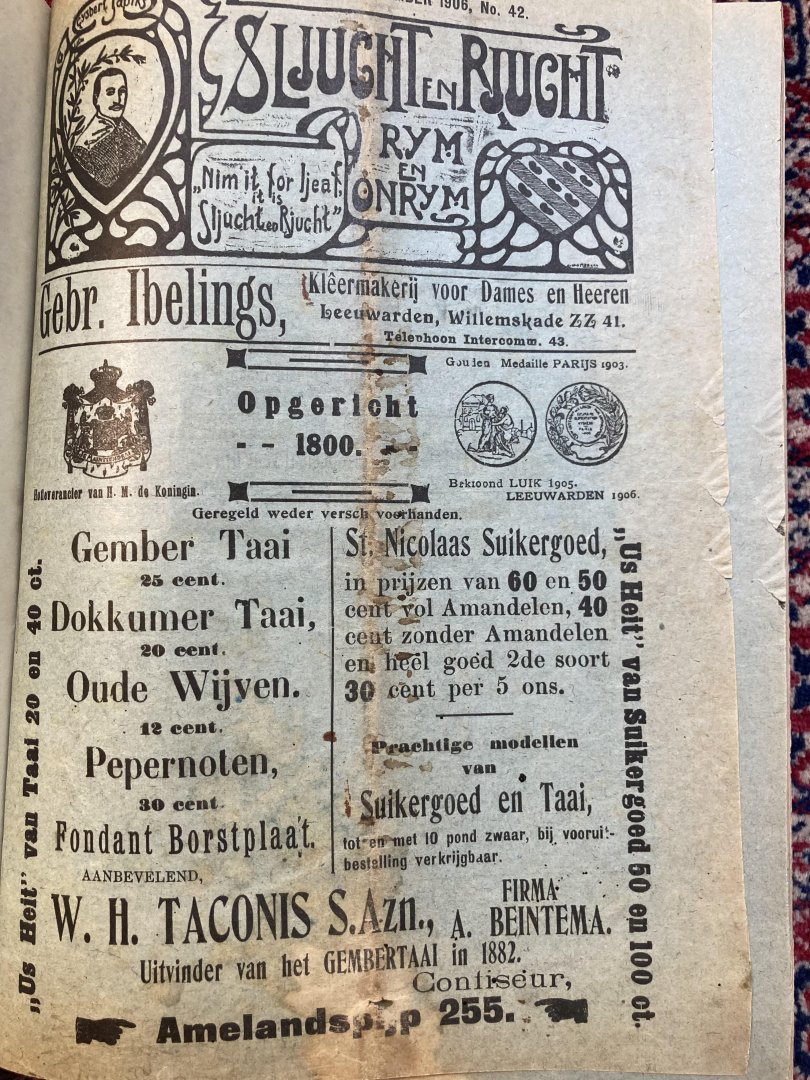 1906, No. 42.
Gysbert Japiks
SLJUCHT EN RJUCHT
RYM
EN
ONRYM
„Nim it for ljeaf,
it is
Sljucht en Rjucht"
Gebr. Ibelings,
Klêermakerij voor Dames en Heeren
Leeuwarden, Willemskade ZZ 41.
Telephoon Intercomm. 43.
Gouden Medaille PARIJS 1903.
Opgericht
- - 1800. - -
Hofleverancier van H. M. de Koningin.
Bekroond LUIK 1905.
LEEUWARDEN 1906.
Geregeld weder versch voorhanden.
„Us Heit" van Taai 20 en 40 ct.
Gember Taai
25 cent.
Dokkumer Taai,
20 cent.
Oude Wijven.
12 cent.
Pepernoten,
30 cent.
Fondant Borstplaat.
St. Nicolaas Suikergoed,
in prijzen van 60 en 50
cent vol Amandelen, 40
cent zonder Amandelen
en heel goed 2de soort
30 cent per 5 ons.
Prachtige modellen
van
Suikergoed en Taai,
tot en met 10 pond zwaar, bij vooruit-
bestelling verkrijgbaar.
„Us Heit" van Suikergoed 50 en 100 ct.
AANBEVELEND,
W. H. TACONIS S.Azn.,
FIRMA
A. BEINTEMA.
Uitvinder van het GEMBERTAAI in 1882.
Confiseur,
Amelandspijp 255.